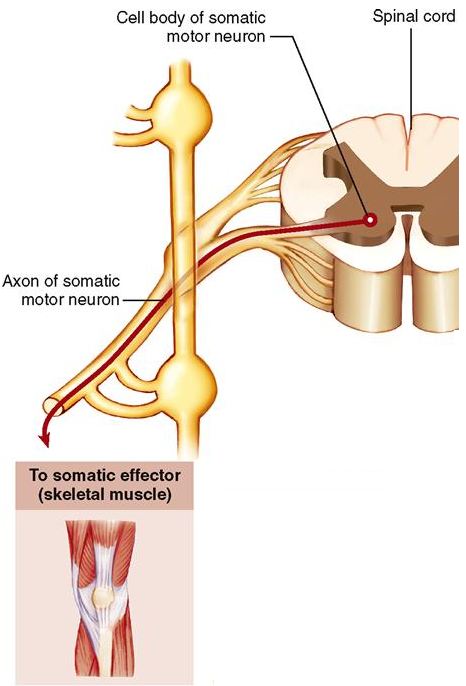 Cell body of somatic
motor neuron
Spinal cord
Axon of somatic
motor neuron
To somatic effector
(skeletal muscle)